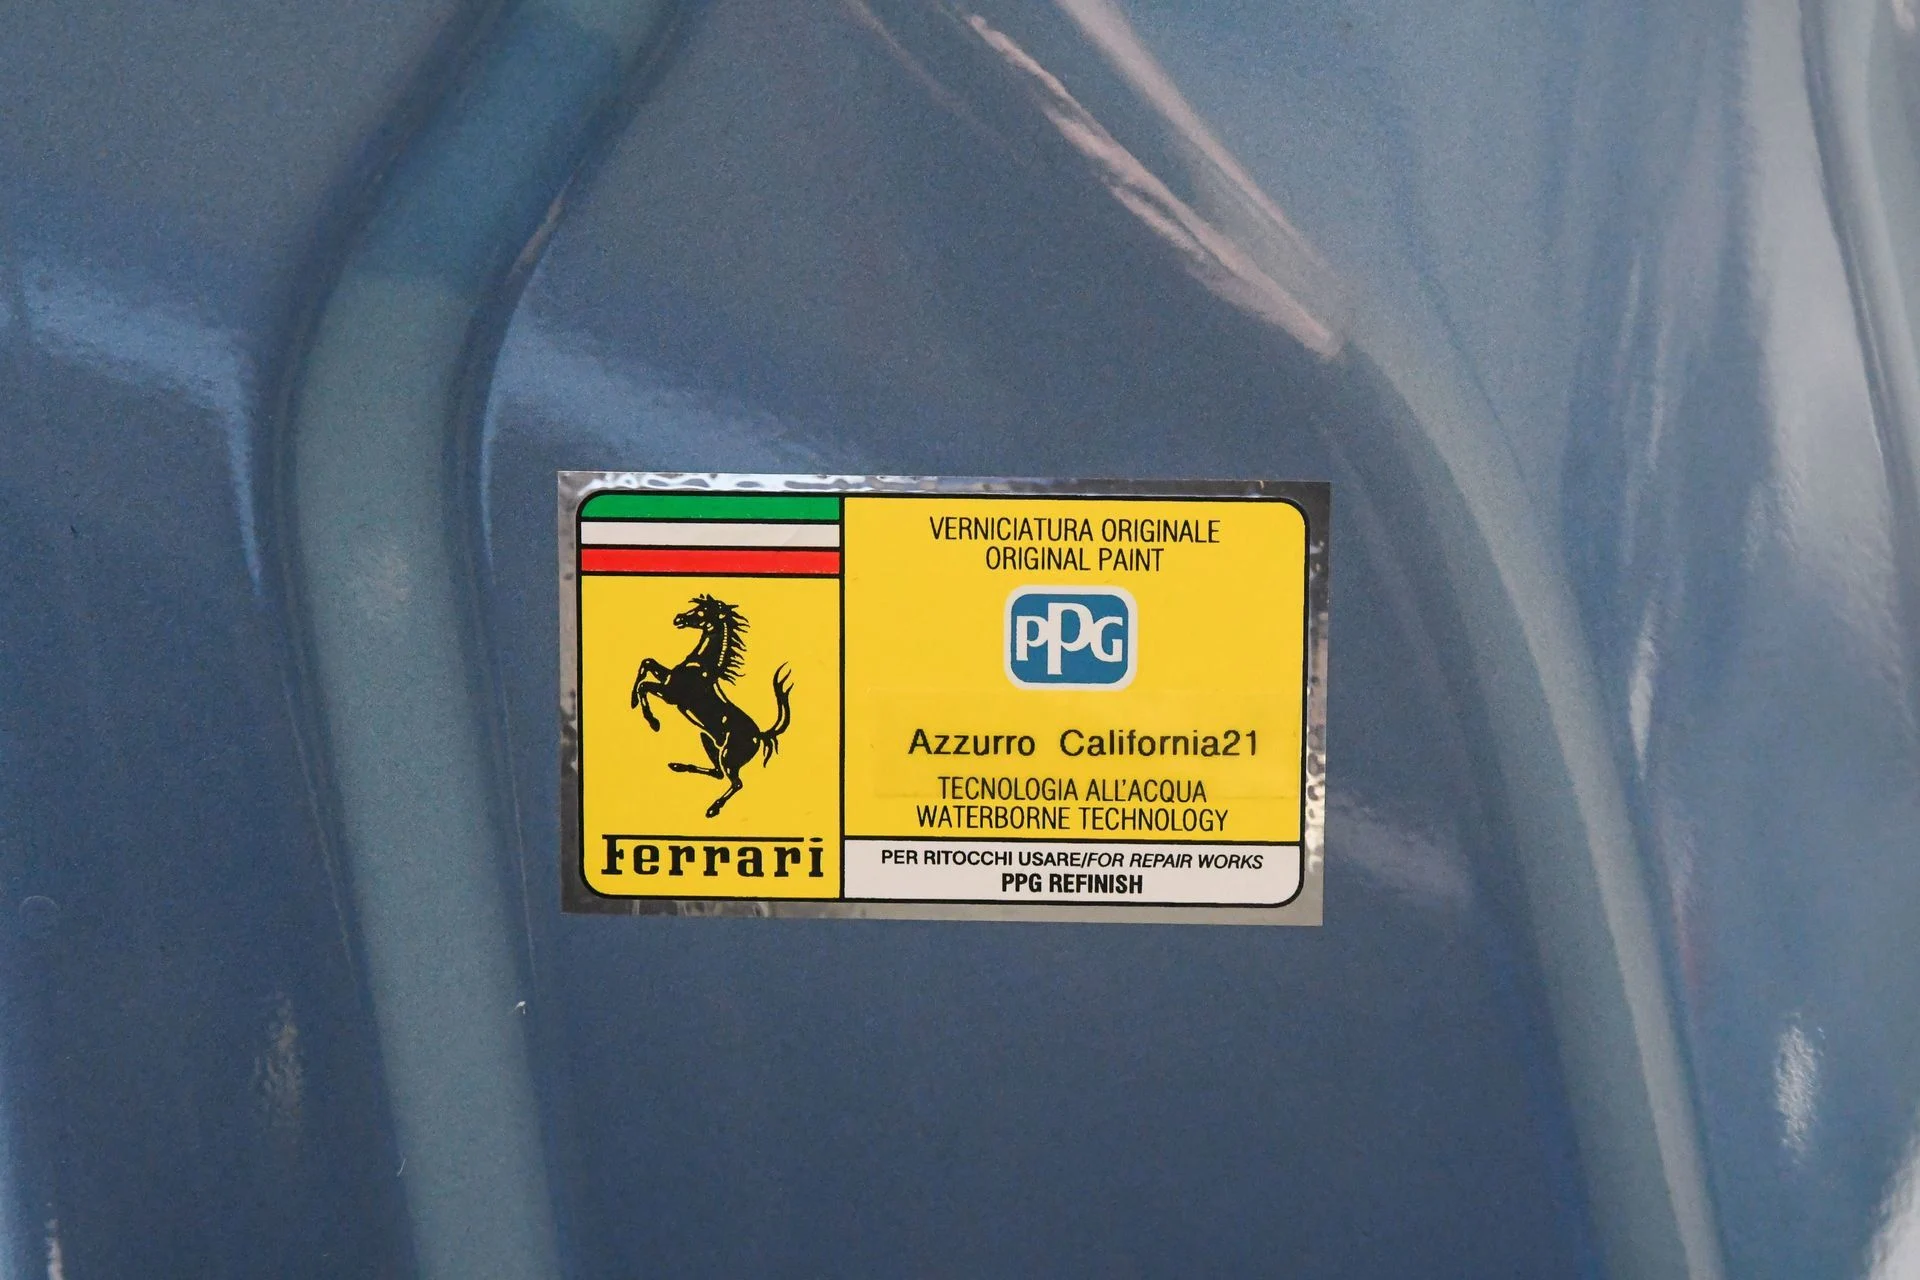 VERNICIATURA ORIGINALE
ORIGINAL PAINT
PPG
Azzurro California21
TECNOLOGIA ALL'ACQUA
WATERBORNE TECHNOLOGY
Ferrari
PER RITOCCHI USARE/FOR REPAIR WORKS
PPG REFINISH